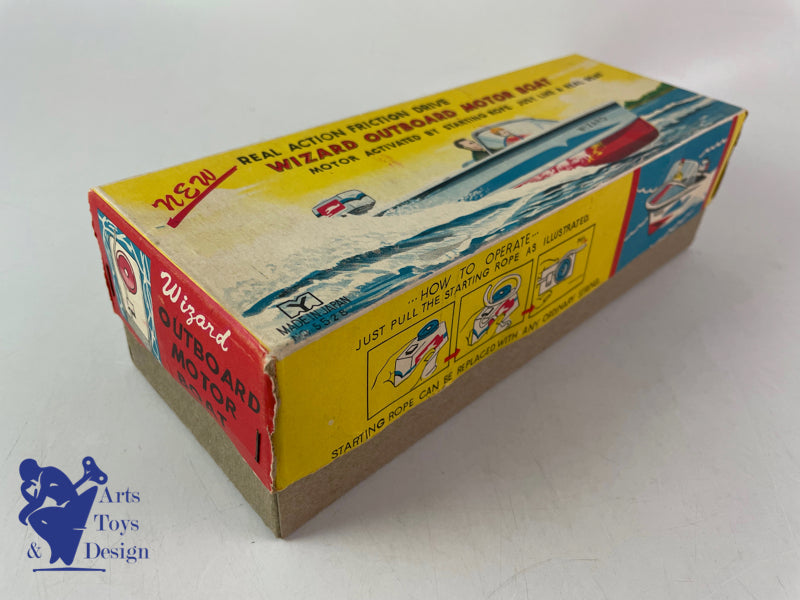 NEW
REAL ACTION FRICTION DRIVE
WIZARD OUTBOARD MOTOR BOAT
MOTOR ACTIVATED BY STARTING ROPE JUST LIKE A REAL BOAT
WIZARD
Y
MADE IN JAPAN
...HOW TO OPERATE...
JUST PULL THE STARTING ROPE AS ILLUSTRATED.
STARTING ROPE CAN BE REPLACED WITH ANY ORDINARY STRING.
Wizard
OUTBOARD
MOTOR
BOAT
Arts
Toys
& Design